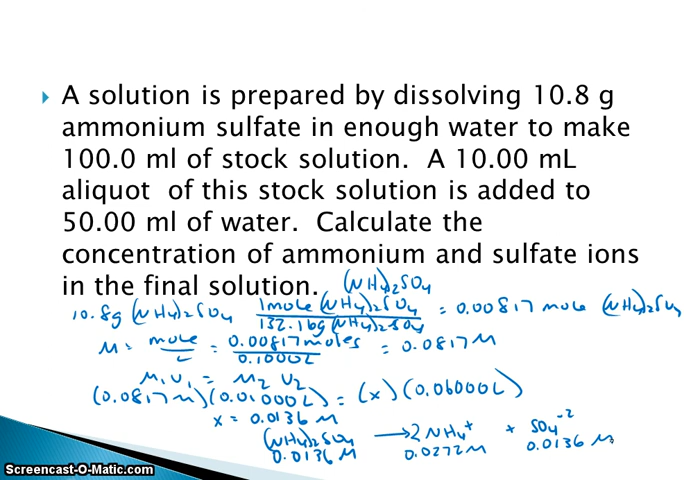 A solution is prepared by dissolving 10.8 g
ammonium sulfate in enough water to make
100.0 ml of stock solution. A 10.00 mL
aliquot of this stock solution is added to
50.00 ml of water. Calculate the
concentration of ammonium and sulfate ions
in the final solution. (NH4)2SO4
10.8g (NH4)2SO4 1mole (NH4)2SO4 = 0.00817 mole (NH4)2SO4
132.16g (NH4)2SO4
M = mole = 0.00817moles = 0.0817M
L 0.1000L
M1V1 = M2V2
(0.0817M)(0.01000L) = (x)(0.06000L)
x = 0.0136 M
(NH4)2SO4 → 2NH4+ + SO4-2
0.0136 M 0.0272M 0.0136 M
Screencast-O-Matic.com